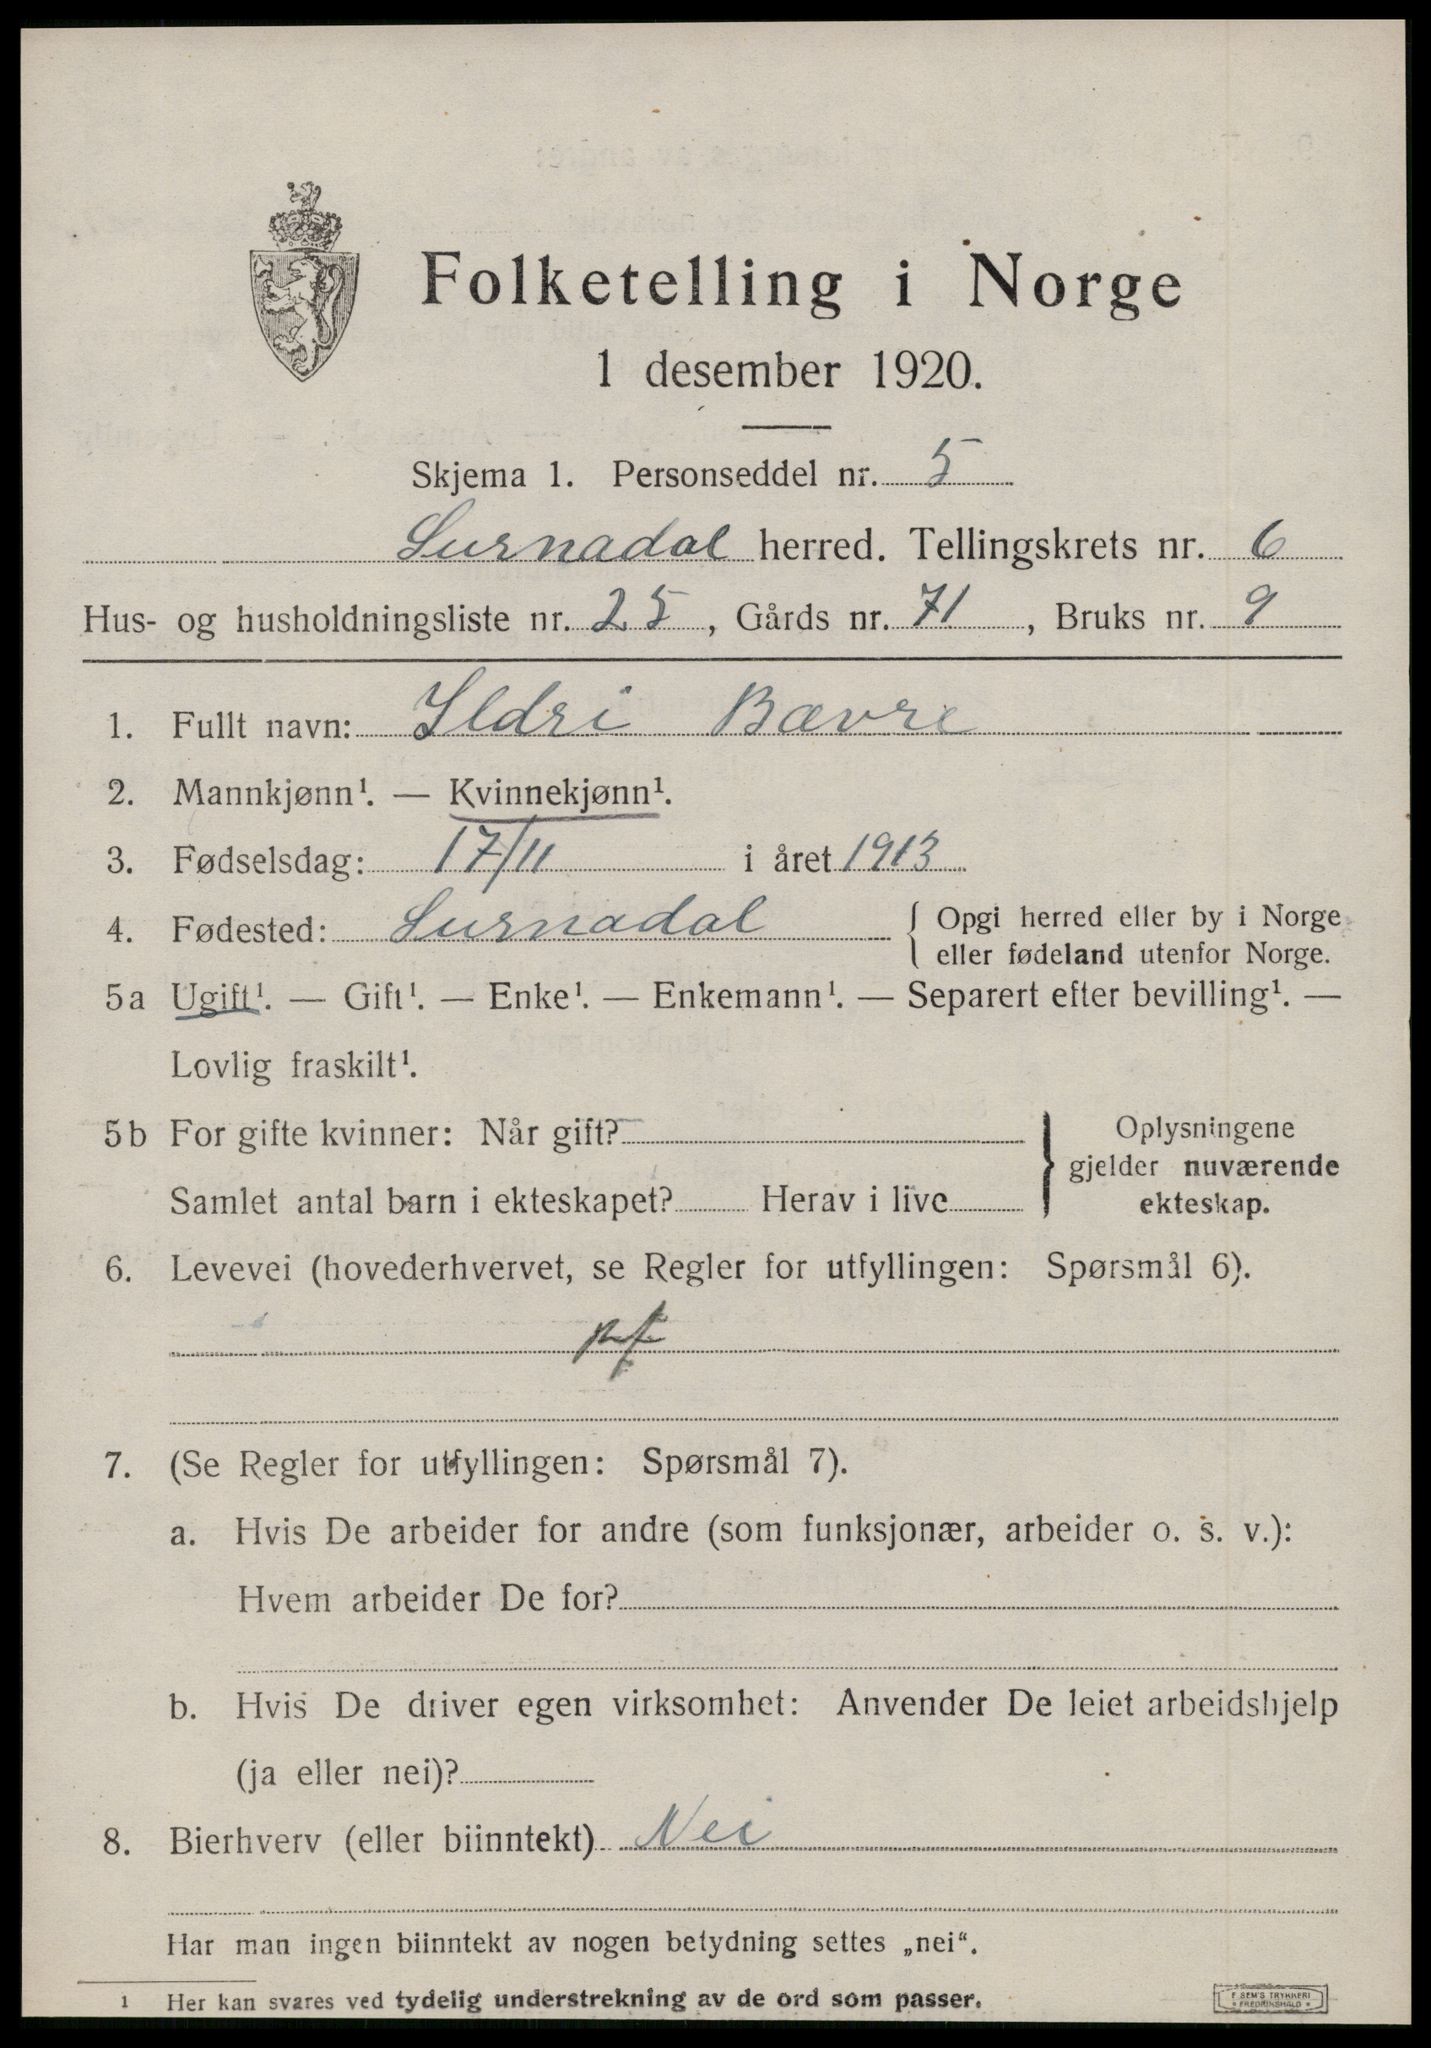 Folketelling i Norge
1 desember 1920.
Skjema 1. Personseddel nr. 5
Surnadal herred. Tellingskrets nr. 6
Hus- og husholdningsliste nr. 25, Gårds nr. 71, Bruks nr. 9
1. Fullt navn: Ildri Bævre
2. Mannkjønn¹. — Kvinnekjønn¹.
3. Fødselsdag: 17/11 i året 1913
4. Fødested: Surnadal { Opgi herred eller by i Norge
eller fødeland utenfor Norge.
5a Ugift¹. — Gift¹. — Enke¹. — Enkemann¹. — Separert efter bevilling¹. —
Lovlig fraskilt¹.
5b For gifte kvinner: Når gift? } Oplysningene
gjelder nuværende
Samlet antal barn i ekteskapet? Herav i live ekteskap.
6. Levevei (hovederhvervet, se Regler for utfyllingen: Spørsmål 6).
pf
7. (Se Regler for utfyllingen: Spørsmål 7).
a. Hvis De arbeider for andre (som funksjonær, arbeider o. s. v.):
Hvem arbeider De for?
b. Hvis De driver egen virksomhet: Anvender De leiet arbeidshjelp
(ja eller nei)?
8. Bierhverv (eller biinntekt) Nei
Har man ingen biinntekt av nogen betydning settes „nei“.
1 Her kan svares ved tydelig understrekning av de ord som passer.
F. SEM'S TRYKKERI
* FREDRIKSHALD *